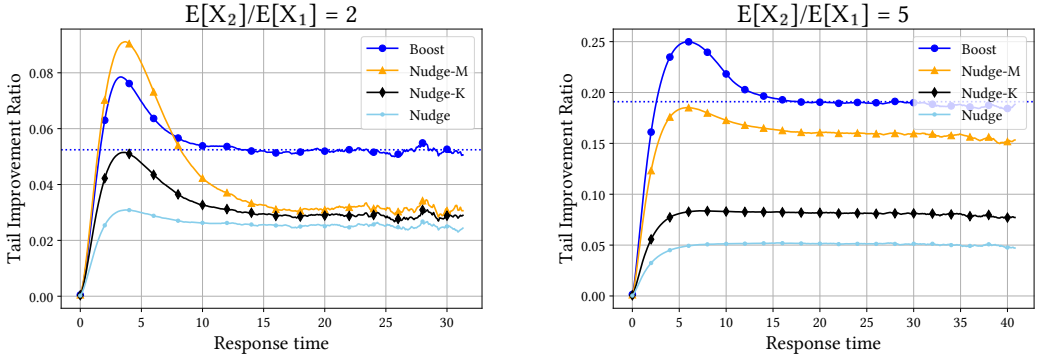 E[X₂]/E[X₁] = 2
Tail Improvement Ratio
0.08
0.06
0.04
0.02
0.00
0 5 10 15 20 25 30
Response time
Boost
Nudge-M
Nudge-K
Nudge
E[X₂]/E[X₁] = 5
Tail Improvement Ratio
0.25
0.20
0.15
0.10
0.05
0.00
0 5 10 15 20 25 30 35 40
Response time
Boost
Nudge-M
Nudge-K
Nudge